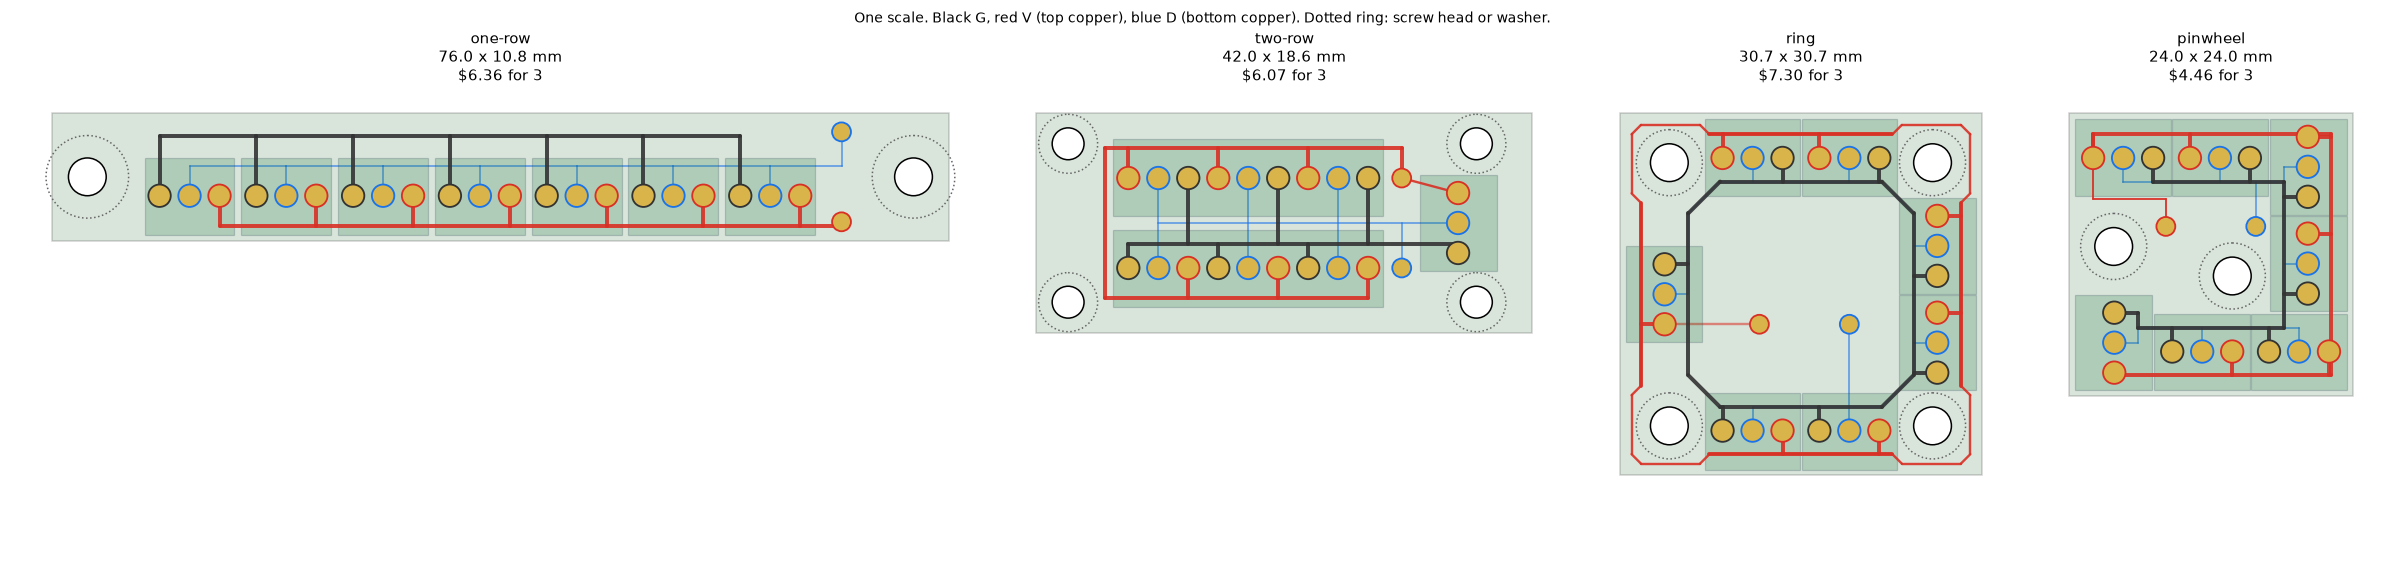 One scale. Black G, red V (top copper), blue D (bottom copper). Dotted ring: screw head or washer.
one-row
76.0 x 10.8 mm
$6.36 for 3
two-row
42.0 x 18.6 mm
$6.07 for 3
ring
30.7 x 30.7 mm
$7.30 for 3
pinwheel
24.0 x 24.0 mm
$4.46 for 3